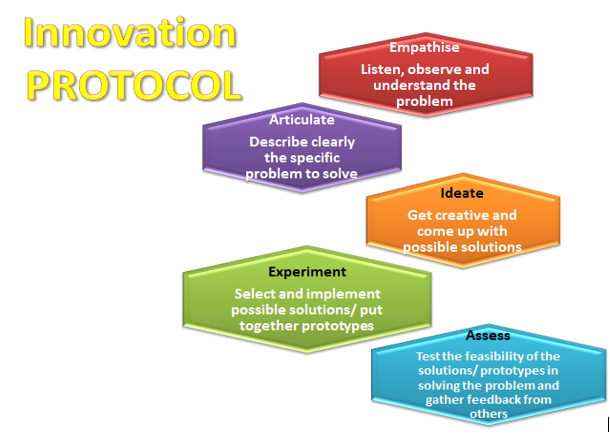 Innovation
PROTOCOL
Empathise
Listen, observe and
understand the
problem
Articulate
Describe clearly
the specific
problem to solve
Ideate
Get creative and
come up with
possible solutions
Experiment
Select and implement
possible solutions/ put
together prototypes
Assess
Test the feasibility of the
solutions/ prototypes in
solving the problem and
gather feedback from
others